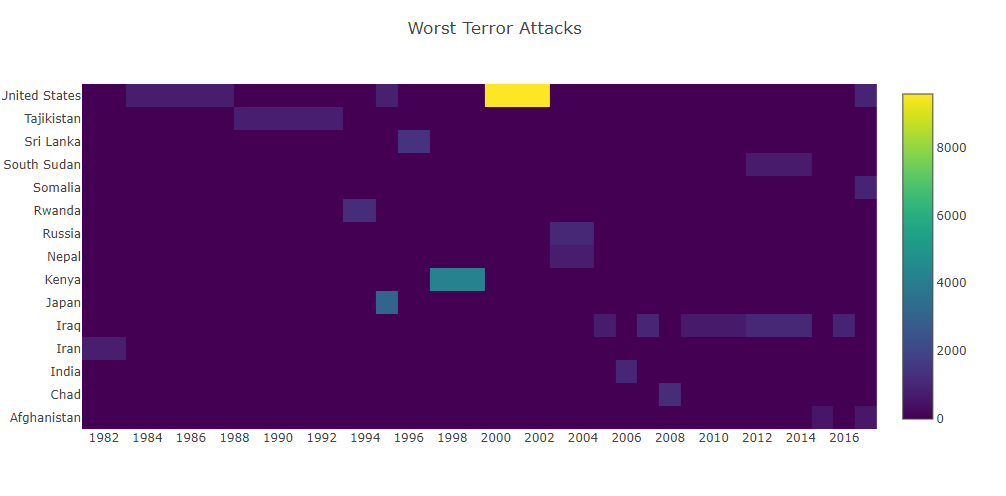 Worst Terror Attacks
United States
Tajikistan
Sri Lanka
South Sudan
Somalia
Rwanda
Russia
Nepal
Kenya
Japan
Iraq
Iran
India
Chad
Afghanistan
1982 1984 1986 1988 1990 1992 1994 1996 1998 2000 2002 2004 2006 2008 2010 2012 2014 2016
8000
6000
4000
2000
0